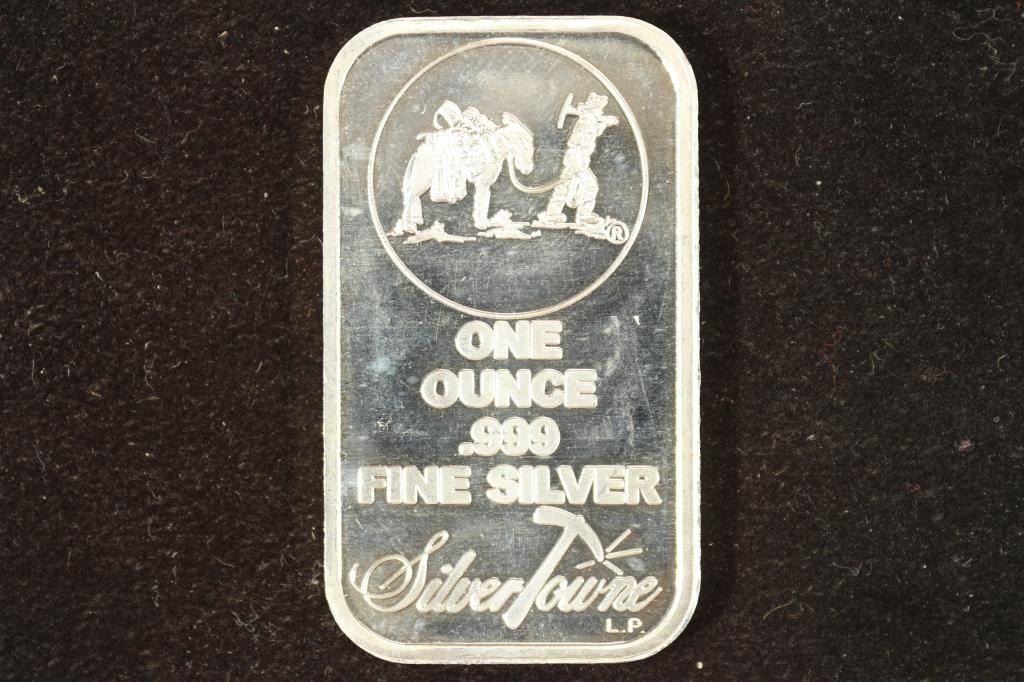 ®
ONE
OUNCE
.999
FINE SILVER
SilverTowne
L.P.